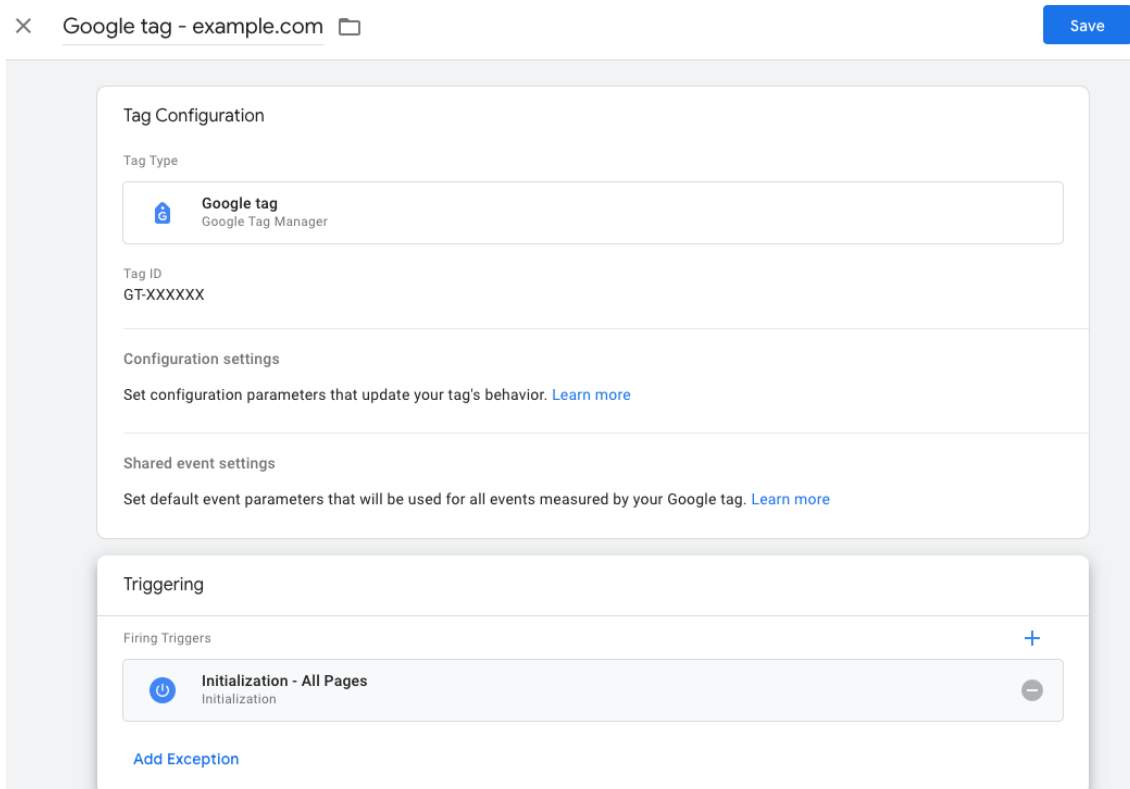 Google tag - example.com
Save
Tag Configuration
Tag Type
Google tag
Google Tag Manager
Tag ID
GT-XXXXXX
Configuration settings
Set configuration parameters that update your tag's behavior. Learn more
Shared event settings
Set default event parameters that will be used for all events measured by your Google tag. Learn more
Triggering
Firing Triggers
Initialization - All Pages
Initialization
Add Exception